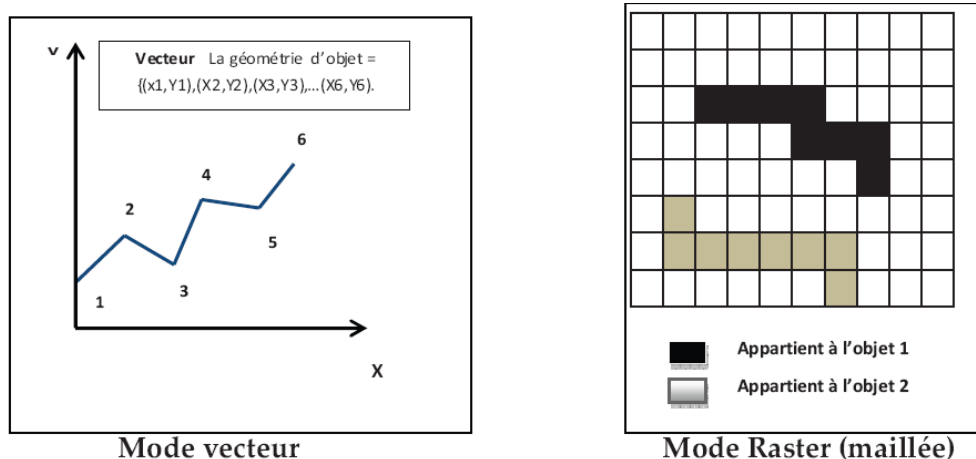 Y
Vecteur La géométrie d'objet =
{(x1,Y1),(X2,Y2),(X3,Y3),...(X6,Y6).
6
4
2
5
3
1
X
Mode vecteur
Appartient à l'objet 1
Appartient à l'objet 2
Mode Raster (maillée)